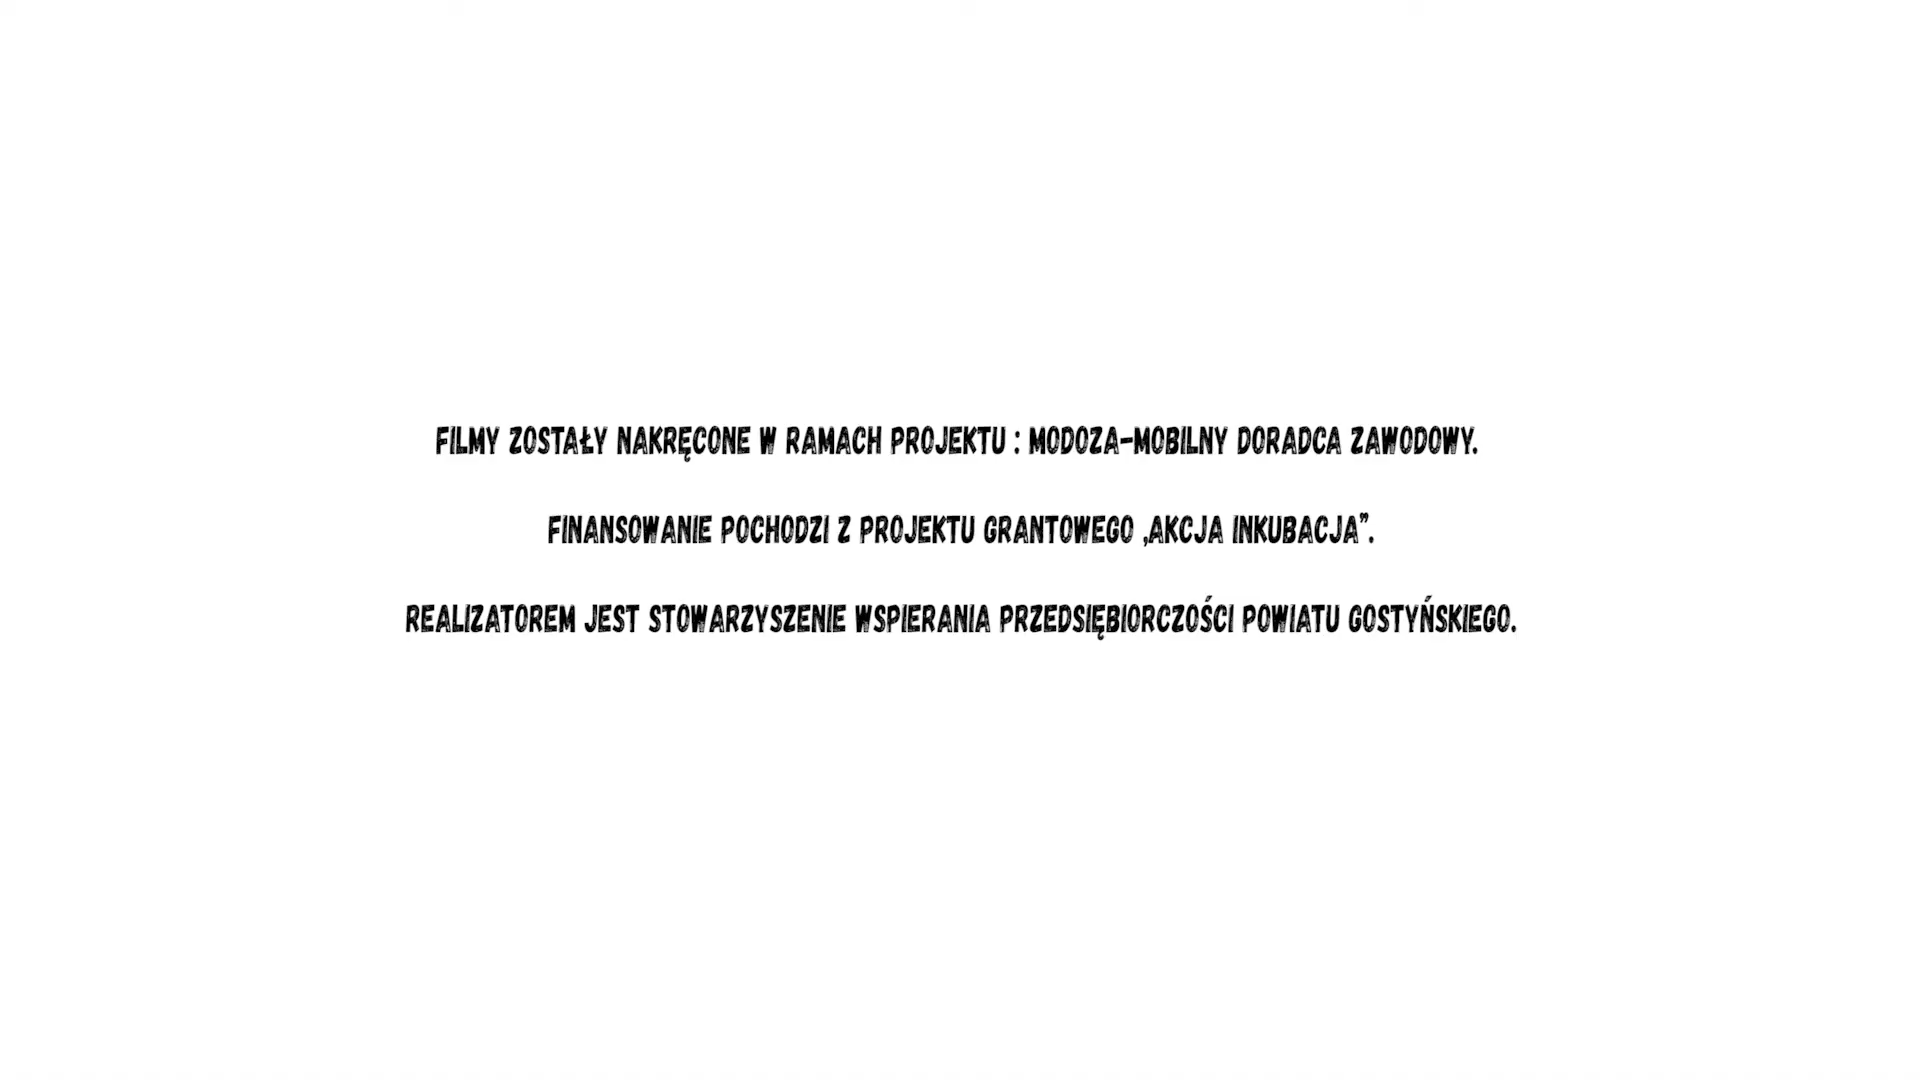 FILMY ZOSTAŁY NAKRĘCONE W RAMACH PROJEKTU : MODOZA-MOBILNY DORADCA ZAWODOWY.
FINANSOWANIE POCHODZI Z PROJEKTU GRANTOWEGO ,AKCJA INKUBACJA”.
REALIZATOREM JEST STOWARZYSZENIE WSPIERANIA PRZEDSIĘBIORCZOŚCI POWIATU GOSTYŃSKIEGO.